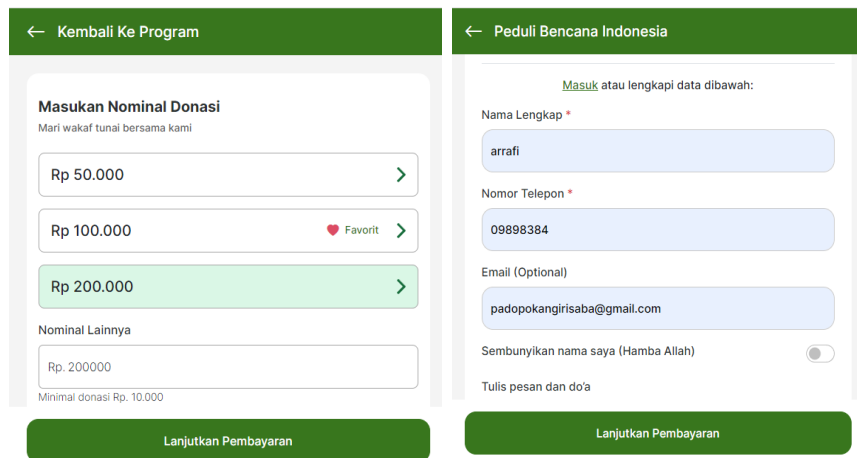 Kembali Ke Program
Masukan Nominal Donasi
Mari wakaf tunai bersama kami
Rp 50.000
Rp 100.000
Favorit
Rp 200.000
Nominal Lainnya
Rp. 200000
Minimal donasi Rp. 10.000
Lanjutkan Pembayaran
Peduli Bencana Indonesia
Masuk atau lengkapi data dibawah:
Nama Lengkap *
arrafi
Nomor Telepon *
09898384
Email (Optional)
padopokangirisaba@gmail.com
Sembunyikan nama saya (Hamba Allah)
Tulis pesan dan do'a
Lanjutkan Pembayaran